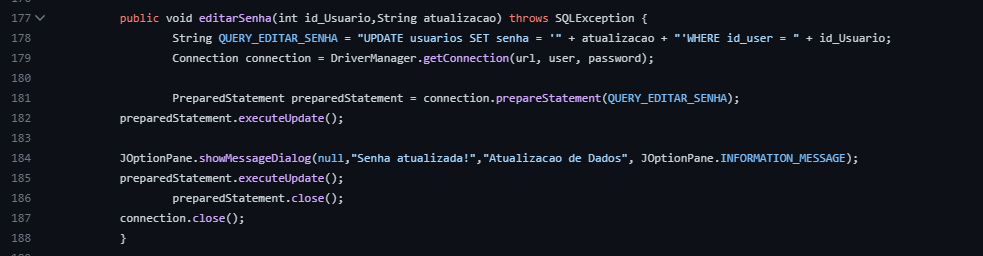 177 public void editarSenha(int id_Usuario,String atualizacao) throws SQLException {
178 String QUERY_EDITAR_SENHA = "UPDATE usuarios SET senha = '" + atualizacao + "'WHERE id_user = " + id_Usuario;
179 Connection connection = DriverManager.getConnection(url, user, password);
180
181 PreparedStatement preparedStatement = connection.prepareStatement(QUERY_EDITAR_SENHA);
182 preparedStatement.executeUpdate();
183
184 JOptionPane.showMessageDialog(null,"Senha atualizada!","Atualizacao de Dados", JOptionPane.INFORMATION_MESSAGE);
185 preparedStatement.executeUpdate();
186 preparedStatement.close();
187 connection.close();
188 }